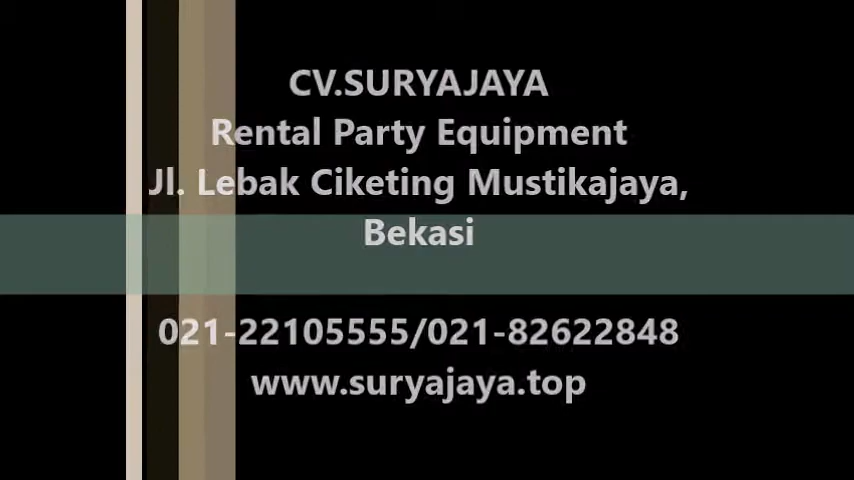 CV.SURYAJAYA
Rental Party Equipment
Jl. Lebak Ciketing Mustikajaya,
Bekasi
021-22105555/021-82622848
www.suryajaya.top